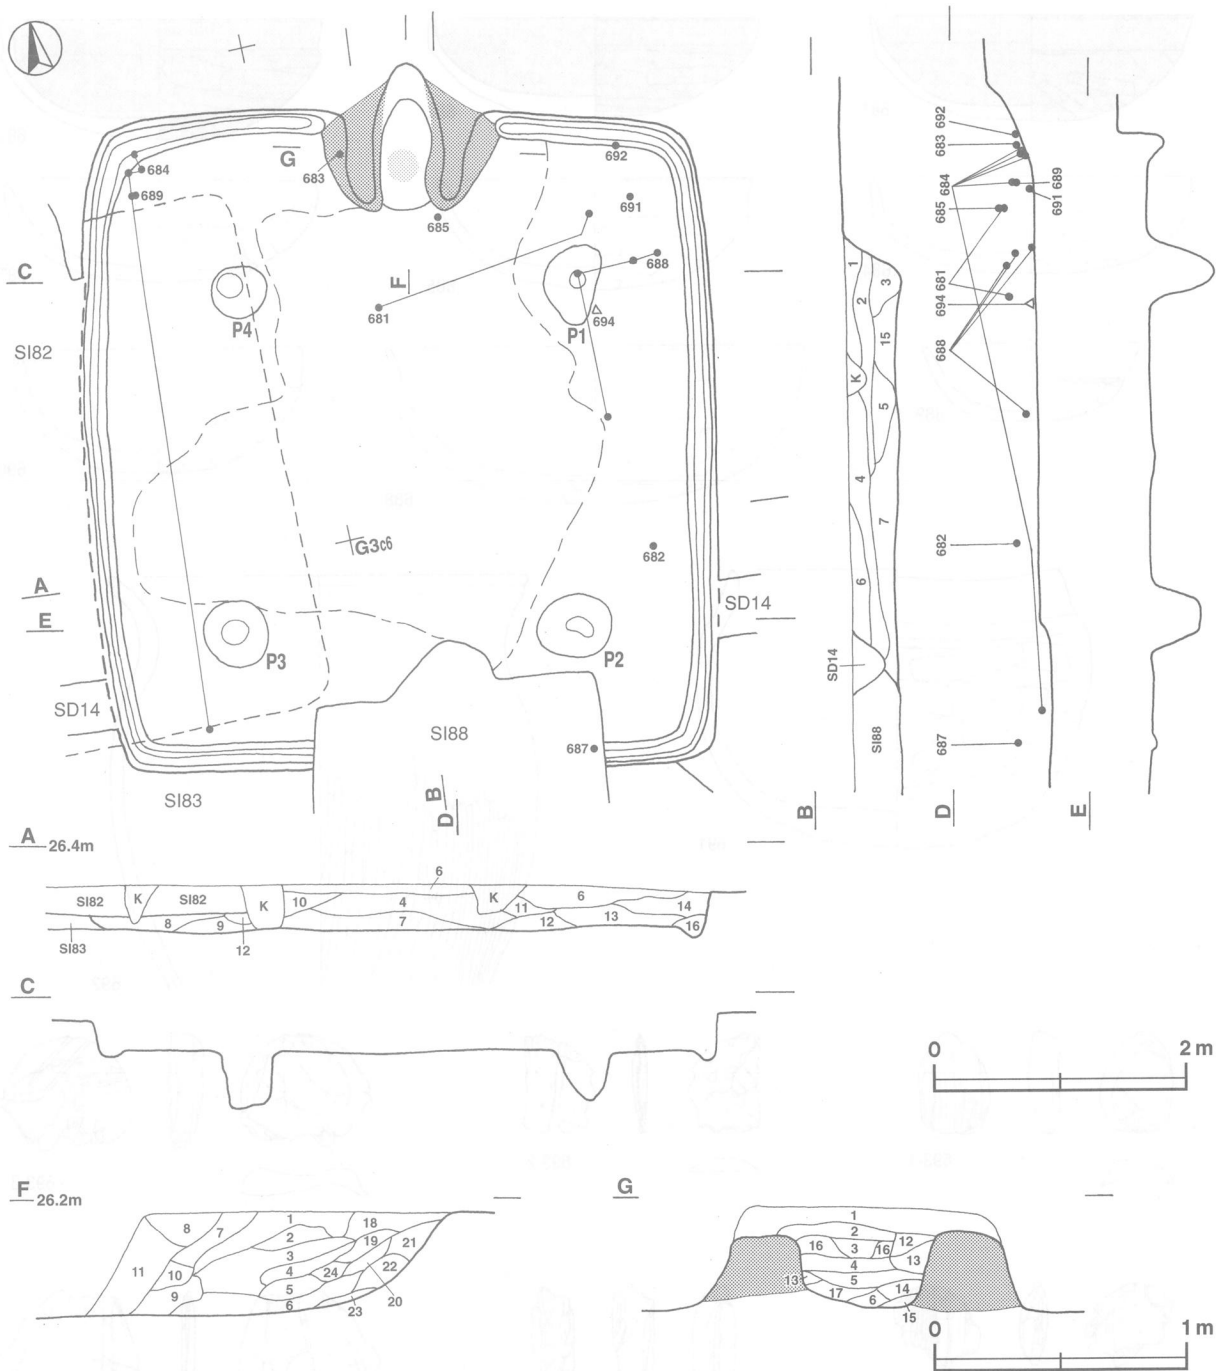 G
683
684
689
685
692
691
688
F
681
694
C
P4
P1
SI82
G3c6
682
A
E
P3
P2
SD14
SD14
SI88
687
SI83
B
D
1
2
3
15
K
5
4
7
6
SD14
SI88
B
692
683
684
685
689
691
681
694
688
682
687
D
E
A 26.4m
6
SI82 K SI82 K 10 4 K 11 6 14
SI83 8 9 12 7 12 13 16
C
0 2m
F 26.2m
1
8 7 2 18
3 19 21
11 10 4 24 22
9 5 20
6 23
G
1
2
16 3 16 12
4 13
13 5
17 6 14
15
0 1m